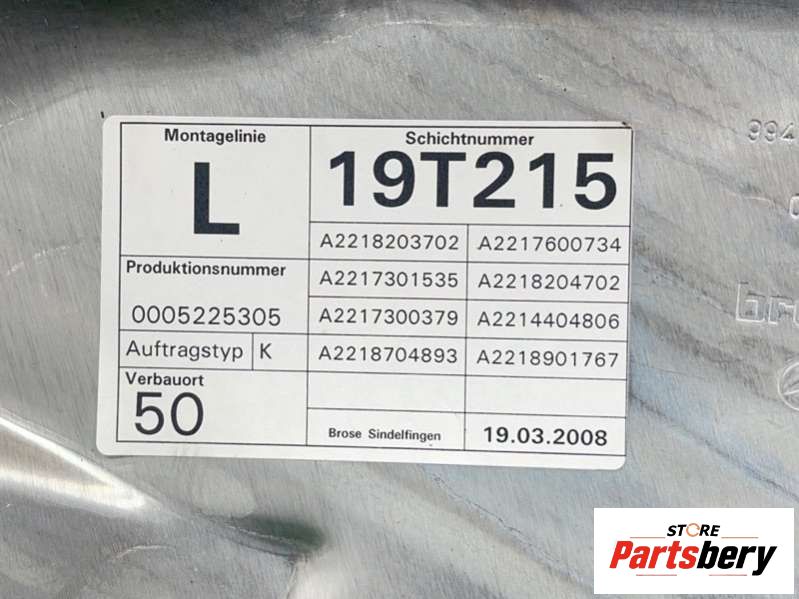 Montagelinie
L
Schichtnummer
19T215
A2218203702 A2217600734
Produktionsnummer
0005225305
A2217301535 A2218204702
A2217300379 A2214404806
Auftragstyp K
A2218704893 A2218901767
Verbauort
50
Brose Sindelfingen
19.03.2008
994
STORE
Partsbery